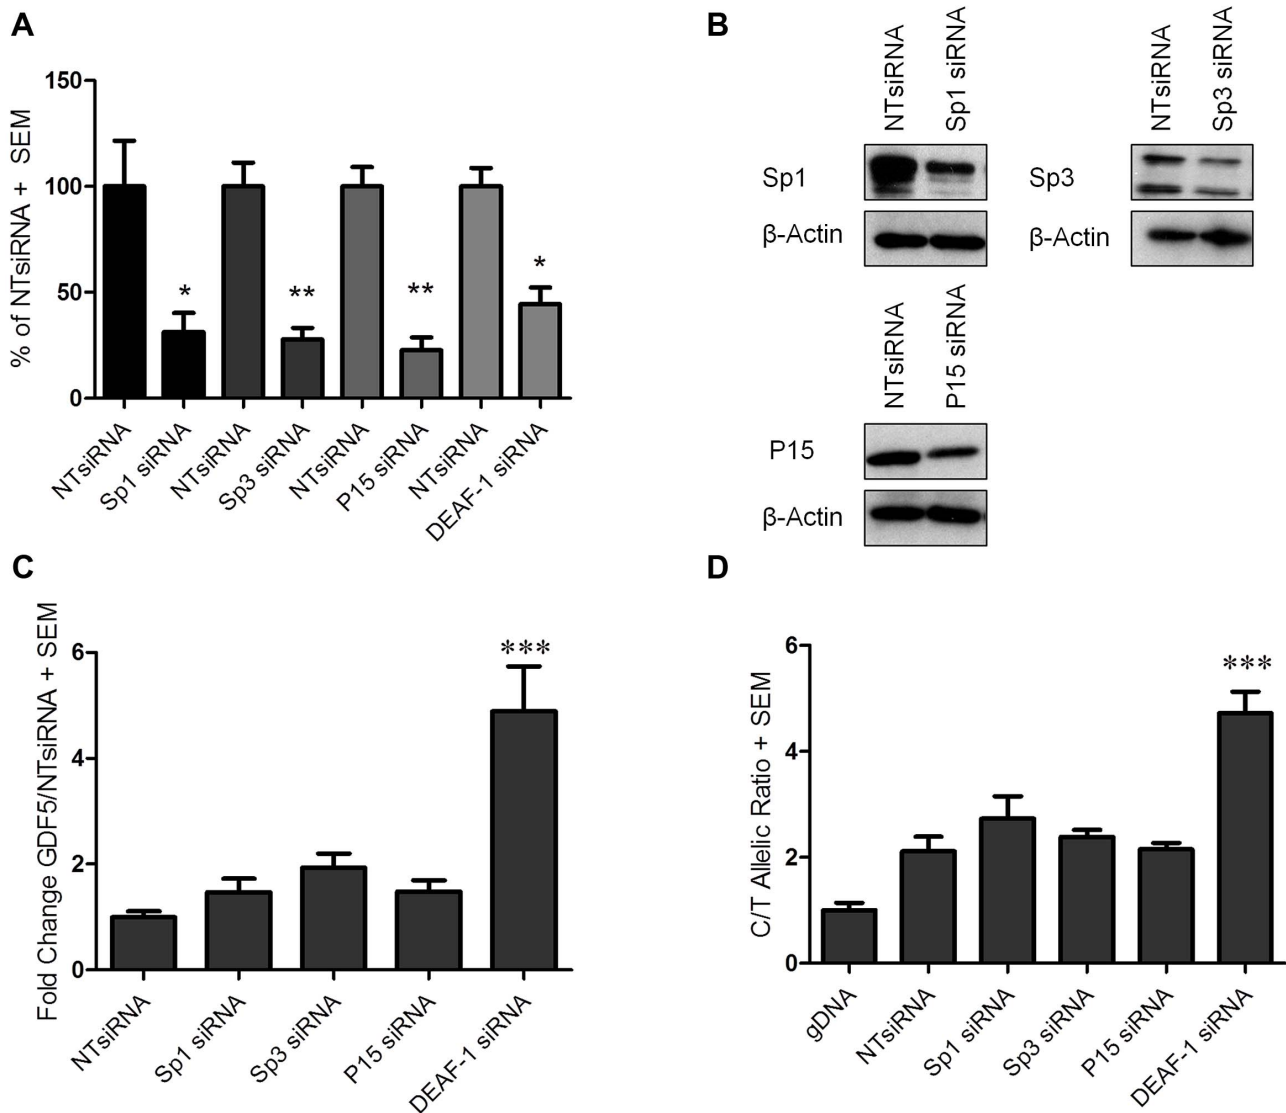 A
% of NTsiRNA + SEM
150
100
50
0
*
**
**
*
NTsiRNA
Sp1 siRNA
NTsiRNA
Sp3 siRNA
NTsiRNA
P15 siRNA
NTsiRNA
DEAF-1 siRNA
B
NTsiRNA
Sp1 siRNA
Sp1
β-Actin
NTsiRNA
Sp3 siRNA
Sp3
β-Actin
NTsiRNA
P15 siRNA
P15
β-Actin
C
Fold Change GDF5/NTsiRNA + SEM
6
4
2
0
***
NTsiRNA
Sp1 siRNA
Sp3 siRNA
P15 siRNA
DEAF-1 siRNA
D
C/T Allelic Ratio + SEM
6
4
2
0
***
gDNA
NTsiRNA
Sp1 siRNA
Sp3 siRNA
P15 siRNA
DEAF-1 siRNA